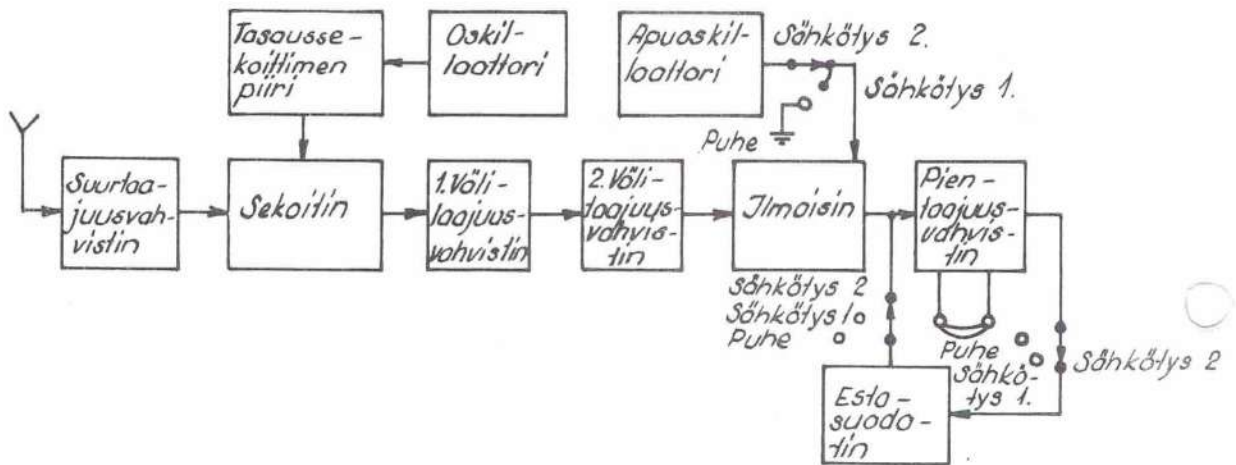 Tasausse-
koittimen
piiri
Oskil-
laattori
Apuoskil-
laattori
Sähkötys 2.
Sähkötys 1.
Puhe
Suurtaa-
juusvah-
vistin
Sekoitin
1. Väli-
taajuus-
vahvistin
2. Väli-
taajuus-
vahvis-
tin
Ilmaisin
Pien-
taajuus-
vahvis-
tin
Sähkötys 2
Sähkötys 1
Puhe
Puhe
Sähkö-
tys 1.
Sähkötys 2
Esto-
suoda-
tin